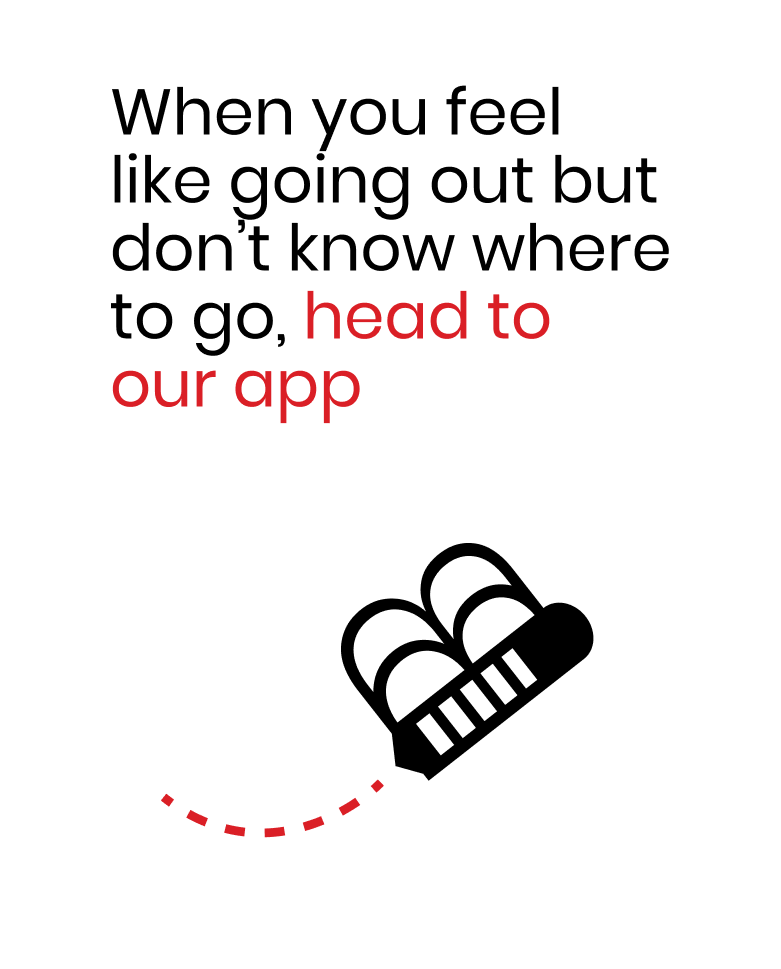 When you feel
like going out but
don’t know where
to go, head to
our app